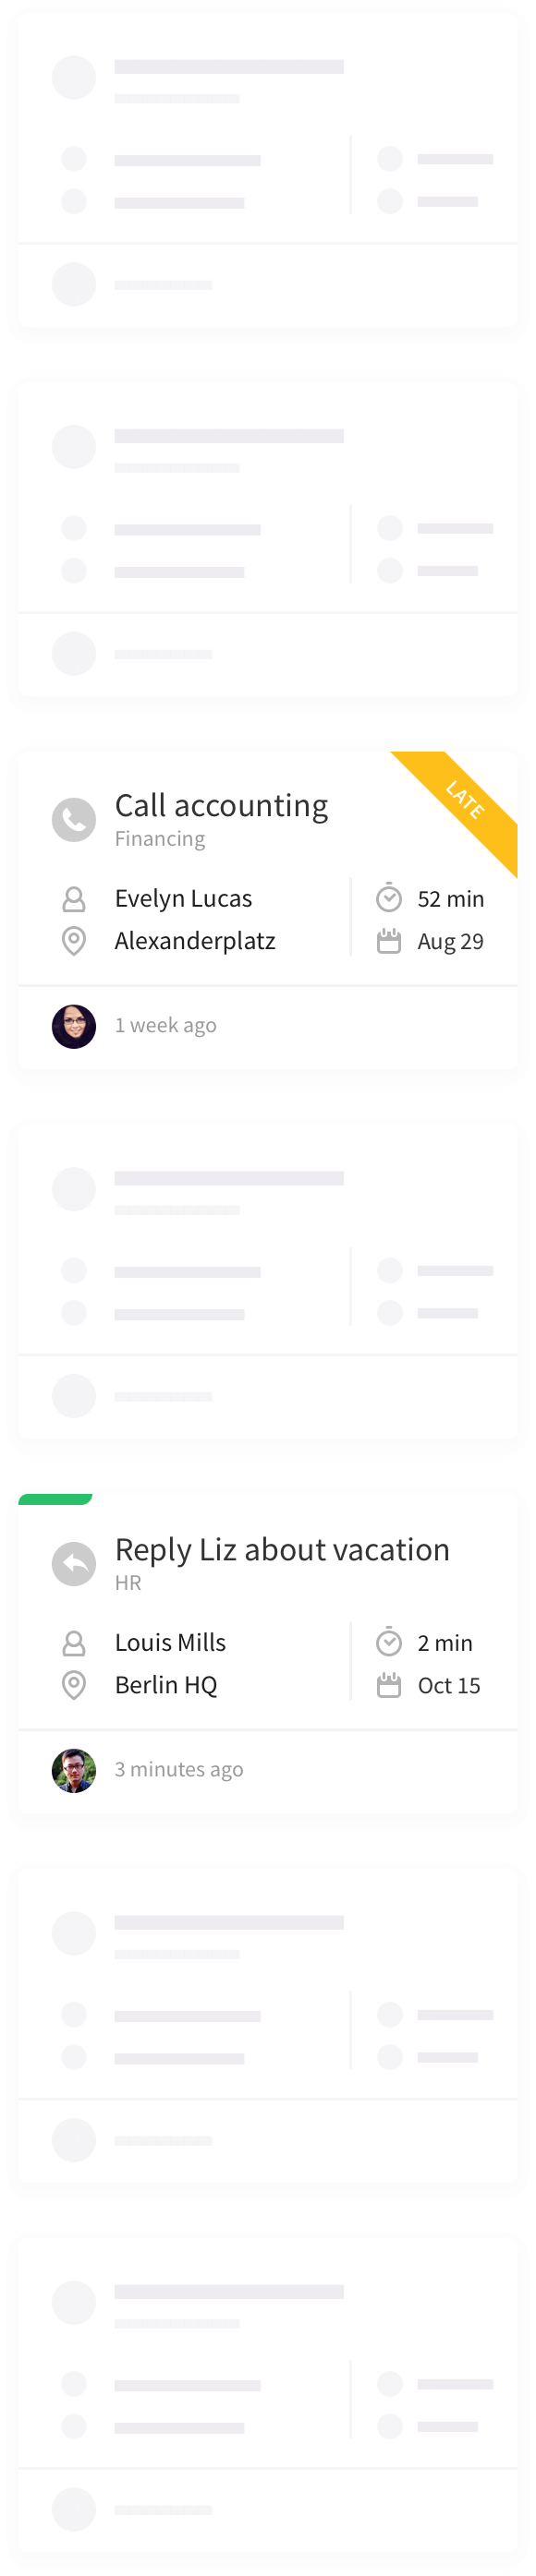 LATE
Call accounting
Financing
Evelyn Lucas
52 min
Alexanderplatz
Aug 29
1 week ago
Reply Liz about vacation
HR
Louis Mills
2 min
Berlin HQ
Oct 15
3 minutes ago